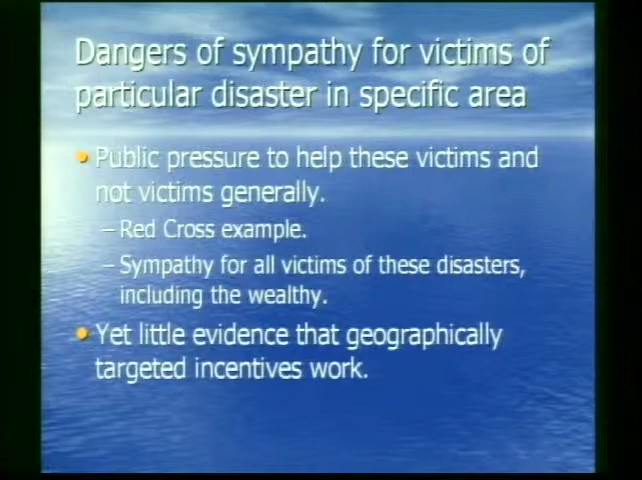 Dangers of sympathy for victims of
particular disaster in specific area
• Public pressure to help these victims and
not victims generally.
– Red Cross example.
– Sympathy for all victims of these disasters,
including the wealthy.
• Yet little evidence that geographically
targeted incentives work.